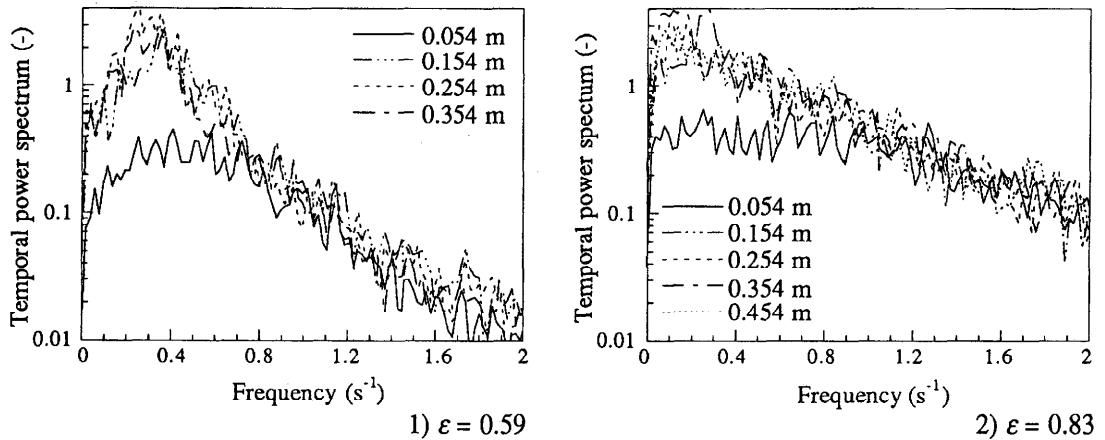 Temporal power spectrum (-)
1
0.1
0.01
0.054 m
0.154 m
0.254 m
0.354 m
0
0.4
0.8
1.2
1.6
2
Frequency (s⁻¹)
1) ε = 0.59
Temporal power spectrum (-)
1
0.1
0.01
0.054 m
0.154 m
0.254 m
0.354 m
0.454 m
0
0.4
0.8
1.2
1.6
2
Frequency (s⁻¹)
2) ε = 0.83